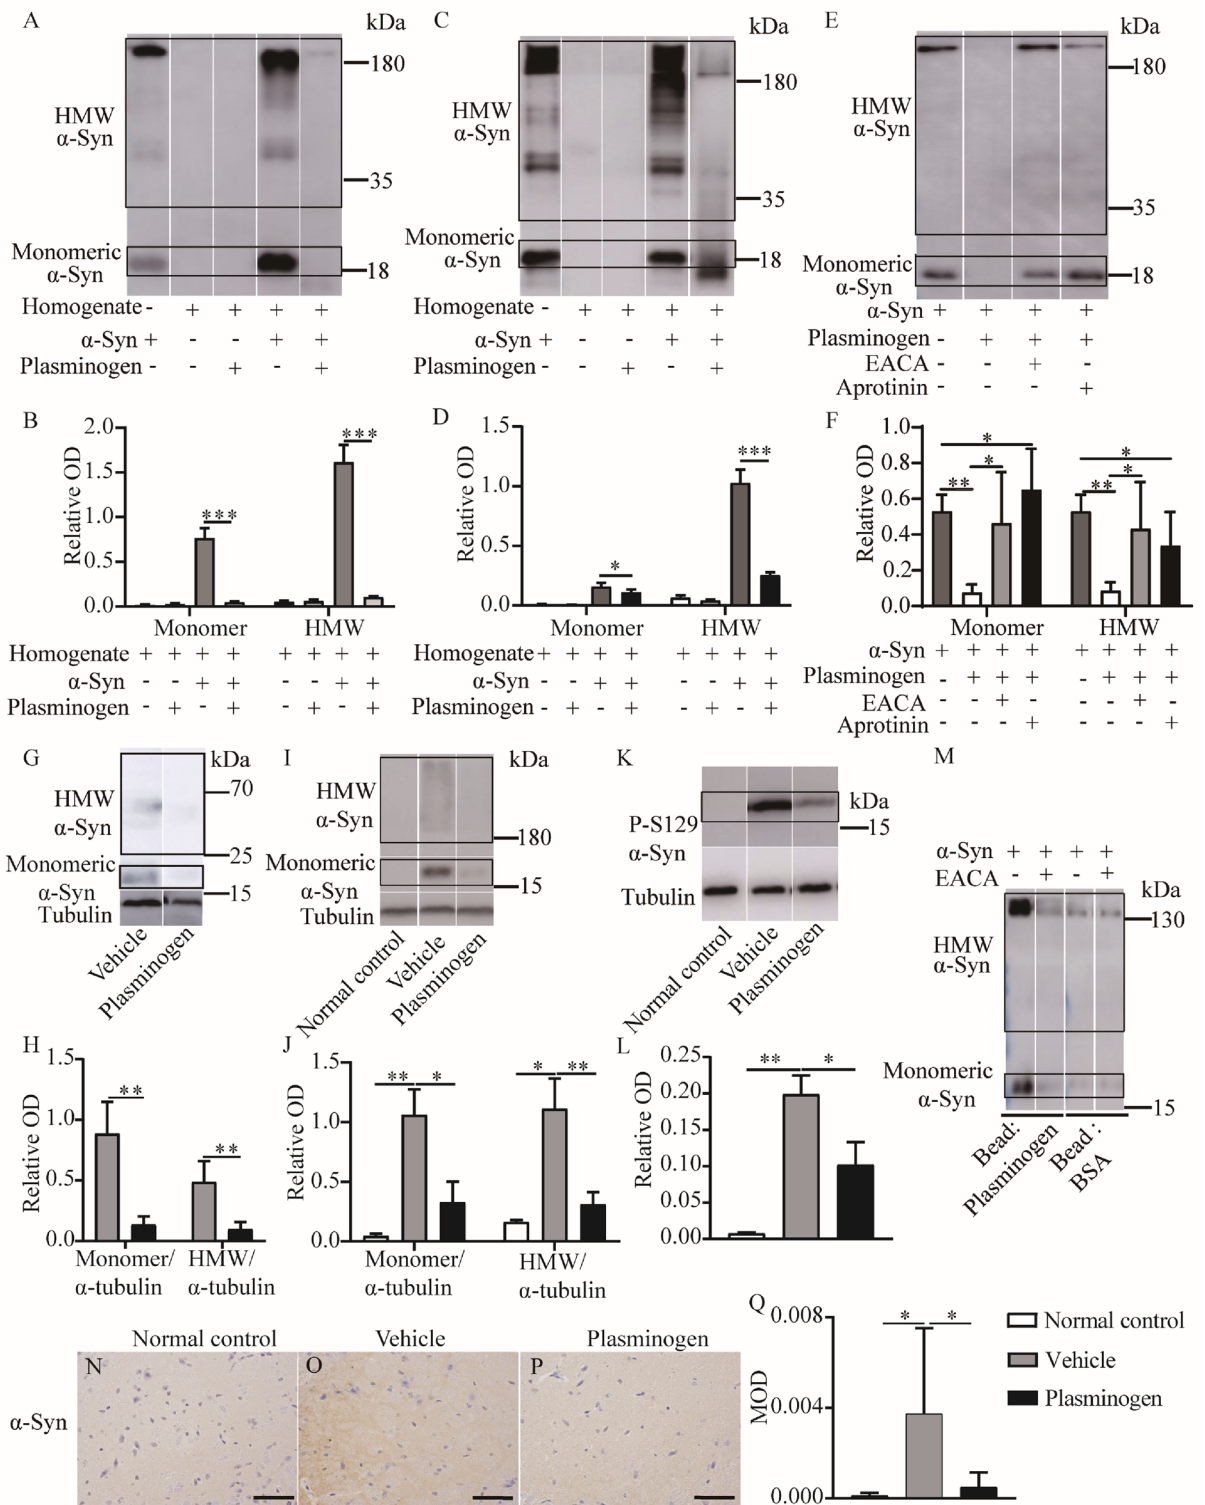 A
kDa
HMW
α-Syn
180
35
Monomeric
α-Syn
18
Homogenate - + + + +
α-Syn + - - + +
Plasminogen - - + - +
C
kDa
HMW
α-Syn
180
35
Monomeric
α-Syn
18
Homogenate - + + + +
α-Syn + - - + +
Plasminogen - - + - +
E
kDa
HMW
α-Syn
180
35
Monomeric
α-Syn
18
α-Syn + + + +
Plasminogen - + + +
EACA - - + -
Aprotinin - - - +
B
Relative OD
2.0
1.5
1.0
0.5
0.0
***
***
Monomer HMW
Homogenate + + + + + + + +
α-Syn - - + + - - + +
Plasminogen - + - + - + - +
D
Relative OD
1.5
1.0
0.5
0.0
*
***
Monomer HMW
Homogenate + + + + + + + +
α-Syn - - + + - - + +
Plasminogen - + - + - + - +
F
Relative OD
1.0
0.8
0.6
0.4
0.2
0.0
*
*
**
*
*
**
Monomer HMW
α-Syn + + + + + + + +
Plasminogen - + + + - + + +
EACA - - + - - - + -
Aprotinin - - - + - - - +
G
kDa
HMW
α-Syn
70
25
Monomeric
α-Syn
15
Tubulin
Vehicle
Plasminogen
I
kDa
HMW
α-Syn
180
Monomeric
α-Syn
15
Tubulin
Normal control
Vehicle
Plasminogen
K
kDa
P-S129
α-Syn
15
Tubulin
Normal control
Vehicle
Plasminogen
M
α-Syn + + + +
EACA - + - +
kDa
130
HMW
α-Syn
Monomeric
α-Syn
15
Bead:
Plasminogen
Bead :
BSA
H
Relative OD
1.5
1.0
0.5
0.0
**
**
Monomer/
α-tubulin
HMW/
α-tubulin
J
Relative OD
1.5
1.0
0.5
0.0
** *
* **
Monomer/
α-tubulin
HMW/
α-tubulin
L
Relative OD
0.25
0.20
0.15
0.10
0.05
0.00
** *
Normal control
Vehicle
Plasminogen
α-Syn
N
O
P
Q
MOD
0.008
0.004
0.000
* *
Normal control
Vehicle
Plasminogen